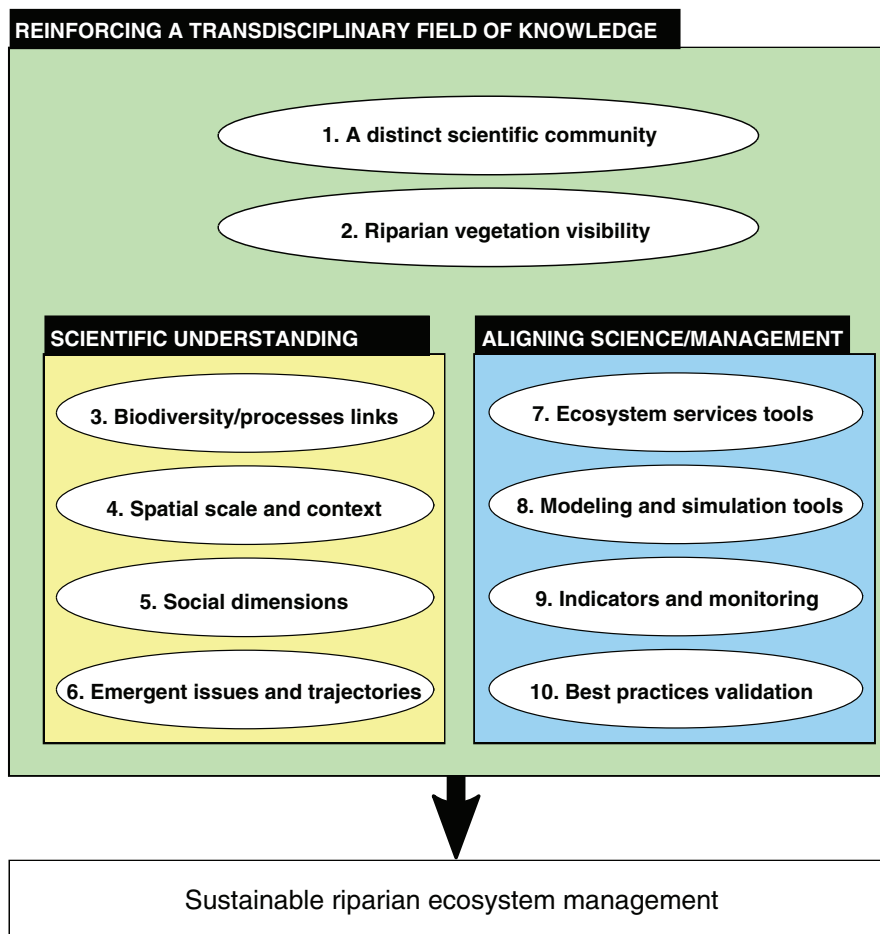 REINFORCING A TRANSDISCIPLINARY FIELD OF KNOWLEDGE
1. A distinct scientific community
2. Riparian vegetation visibility
SCIENTIFIC UNDERSTANDING
3. Biodiversity/processes links
4. Spatial scale and context
5. Social dimensions
6. Emergent issues and trajectories
ALIGNING SCIENCE/MANAGEMENT
7. Ecosystem services tools
8. Modeling and simulation tools
9. Indicators and monitoring
10. Best practices validation
Sustainable riparian ecosystem management